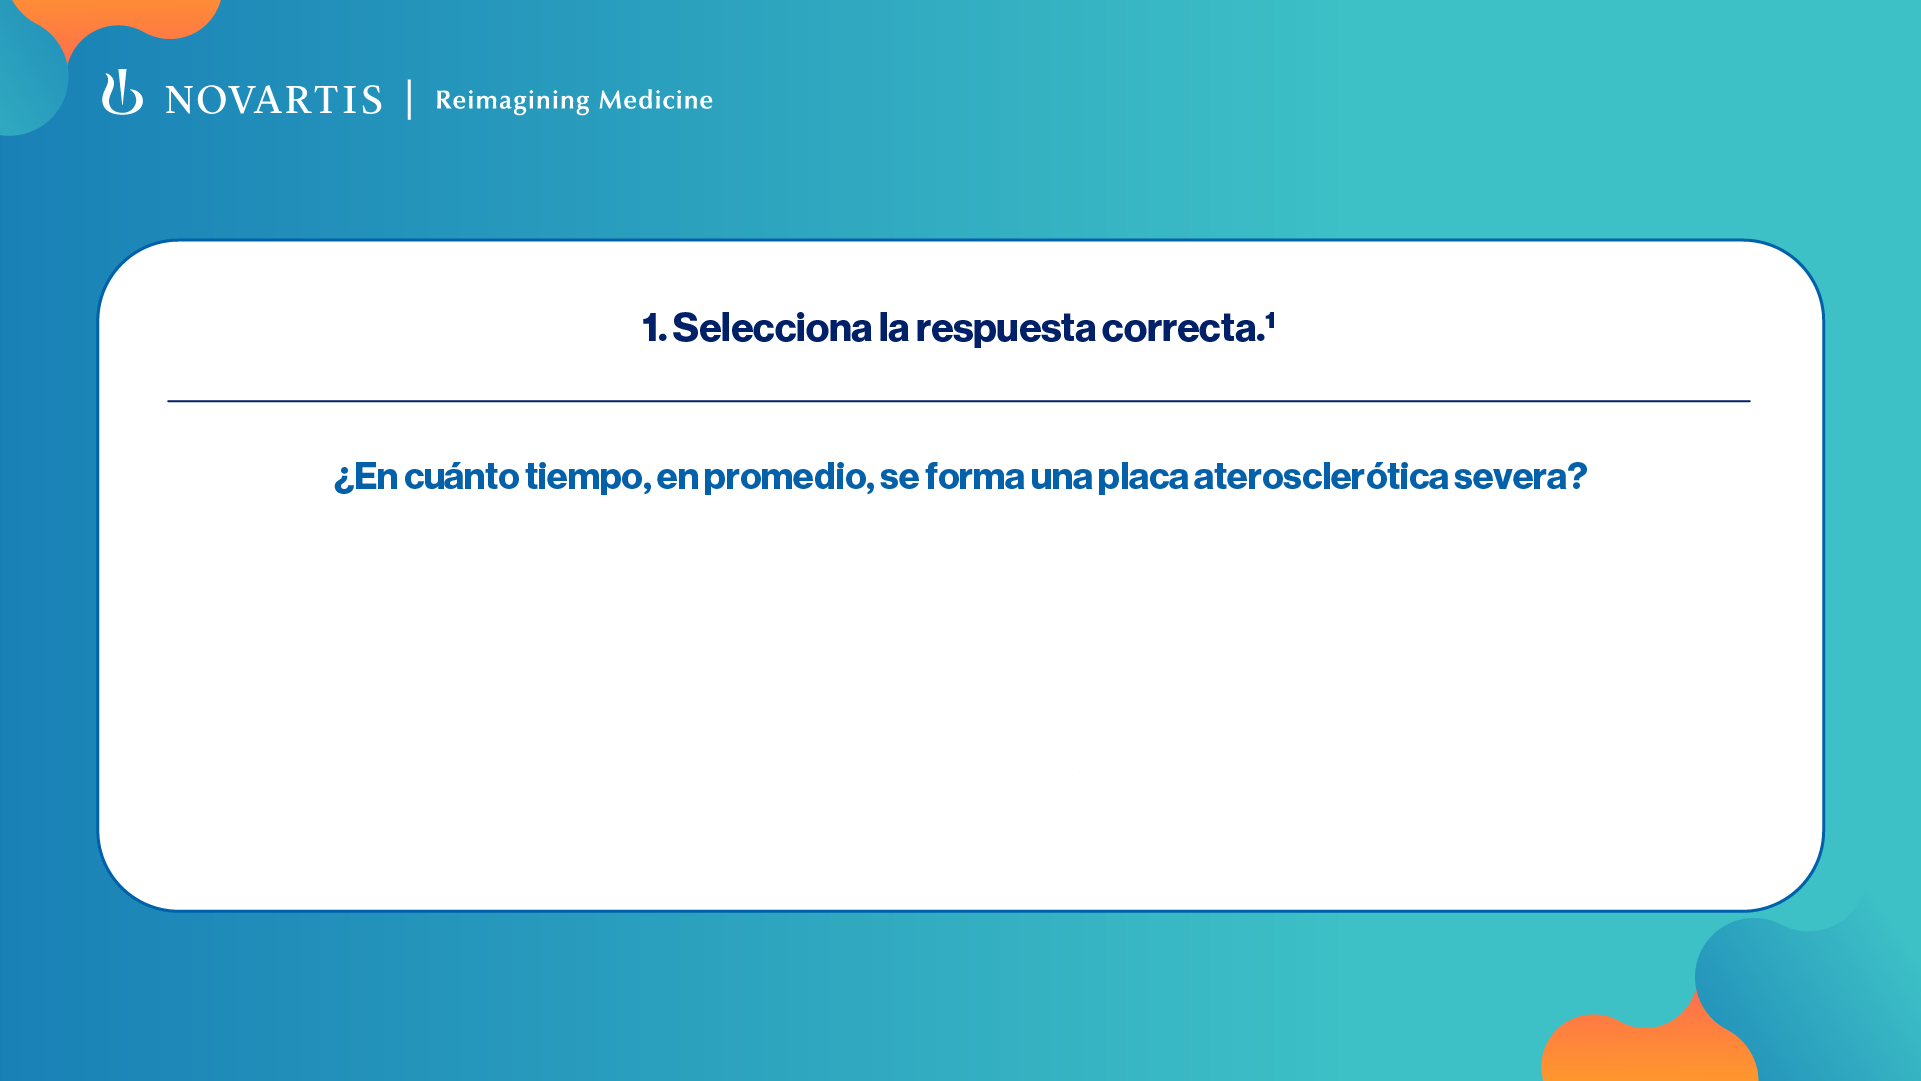 NOVARTIS | Reimagining Medicine
1. Selecciona la respuesta correcta.¹
¿En cuánto tiempo, en promedio, se forma una placa aterosclerótica severa?